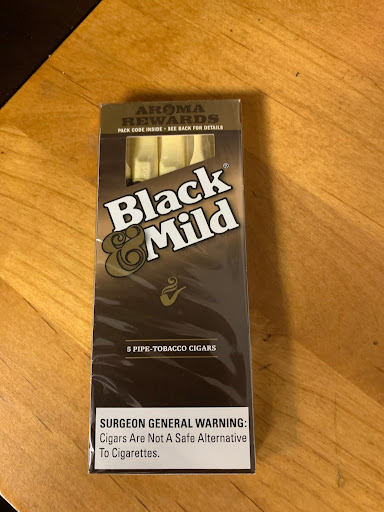 AROMA
REWARDS
PACK CODE INSIDE • SEE BACK FOR DETAILS
Black®
& Mild
5 PIPE-TOBACCO CIGARS
SURGEON GENERAL WARNING:
Cigars Are Not A Safe Alternative
To Cigarettes.